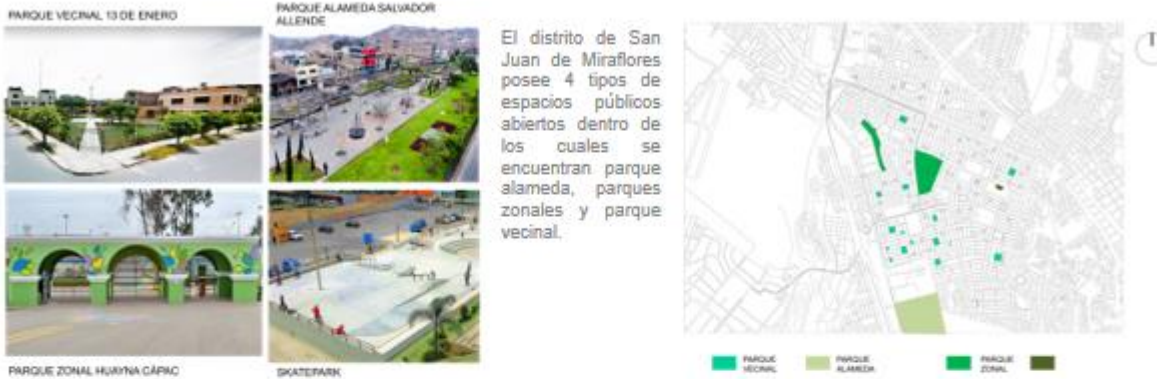 PARQUE VECINAL 13 DE ENERO
PARQUE ALAMEDA SALVADOR
ALLENDE
El distrito de San
Juan de Miraflores
posee 4 tipos de
espacios públicos
abiertos dentro de
los cuales se
encuentran parque
alameda, parques
zonales y parque
vecinal.
PARQUE ZONAL HUAYNA CÁPAC
SKATEPARK
PARQUE
VECINAL
PARQUE
ALAMEDA
PARQUE
ZONAL